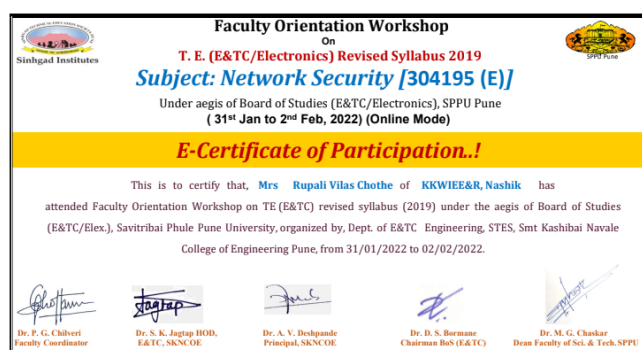 Faculty Orientation Workshop
On
T. E. (E&TC/Electronics) Revised Syllabus 2019
Sinhgad Institutes
SPPU Pune
Subject: Network Security [304195 (E)]
Under aegis of Board of Studies (E&TC/Electronics), SPPU Pune
( 31st Jan to 2nd Feb, 2022) (Online Mode)
E-Certificate of Participation..!
This is to certify that, Mrs Rupali Vilas Chothe of KKWIEE&R, Nashik has
attended Faculty Orientation Workshop on TE (E&TC) revised syllabus (2019) under the aegis of Board of Studies
(E&TC/Elex.), Savitribai Phule Pune University, organized by, Dept. of E&TC Engineering, STES, Smt Kashibai Navale
College of Engineering Pune, from 31/01/2022 to 02/02/2022.
Jagtap
Dr. P. G. Chilveri
Faculty Coordinator
Dr. S. K. Jagtap HOD,
E&TC, SKNCOE
Dr. A. V. Deshpande
Principal, SKNCOE
Dr. D. S. Bormane
Chairman BoS (E&TC)
Dr. M. G. Chaskar
Dean Faculty of Sci. & Tech. SPPU